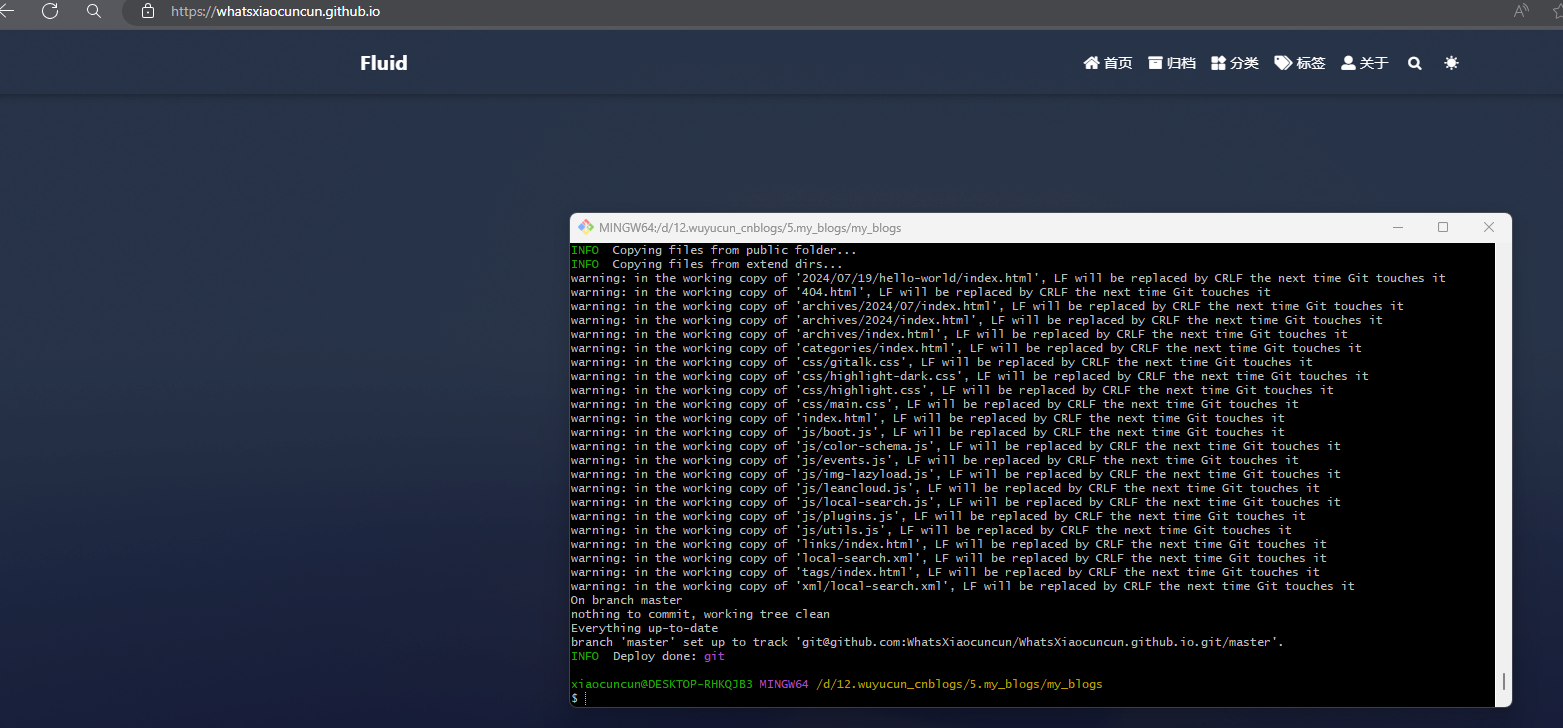 https://whatsxiaocuncun.github.io
Fluid
首页 归档 分类 标签 关于
MINGW64:/d/12.wuyucun_cnblogs/5.my_blogs/my_blogs
INFO  Copying files from public folder...
INFO  Copying files from extend dirs...
warning: in the working copy of '2024/07/19/hello-world/index.html', LF will be replaced by CRLF the next time Git touches it
warning: in the working copy of '404.html', LF will be replaced by CRLF the next time Git touches it
warning: in the working copy of 'archives/2024/07/index.html', LF will be replaced by CRLF the next time Git touches it
warning: in the working copy of 'archives/2024/index.html', LF will be replaced by CRLF the next time Git touches it
warning: in the working copy of 'archives/index.html', LF will be replaced by CRLF the next time Git touches it
warning: in the working copy of 'categories/index.html', LF will be replaced by CRLF the next time Git touches it
warning: in the working copy of 'css/gitalk.css', LF will be replaced by CRLF the next time Git touches it
warning: in the working copy of 'css/highlight-dark.css', LF will be replaced by CRLF the next time Git touches it
warning: in the working copy of 'css/highlight.css', LF will be replaced by CRLF the next time Git touches it
warning: in the working copy of 'css/main.css', LF will be replaced by CRLF the next time Git touches it
warning: in the working copy of 'index.html', LF will be replaced by CRLF the next time Git touches it
warning: in the working copy of 'js/boot.js', LF will be replaced by CRLF the next time Git touches it
warning: in the working copy of 'js/color-schema.js', LF will be replaced by CRLF the next time Git touches it
warning: in the working copy of 'js/events.js', LF will be replaced by CRLF the next time Git touches it
warning: in the working copy of 'js/img-lazyload.js', LF will be replaced by CRLF the next time Git touches it
warning: in the working copy of 'js/leancloud.js', LF will be replaced by CRLF the next time Git touches it
warning: in the working copy of 'js/local-search.js', LF will be replaced by CRLF the next time Git touches it
warning: in the working copy of 'js/plugins.js', LF will be replaced by CRLF the next time Git touches it
warning: in the working copy of 'js/utils.js', LF will be replaced by CRLF the next time Git touches it
warning: in the working copy of 'links/index.html', LF will be replaced by CRLF the next time Git touches it
warning: in the working copy of 'local-search.xml', LF will be replaced by CRLF the next time Git touches it
warning: in the working copy of 'tags/index.html', LF will be replaced by CRLF the next time Git touches it
warning: in the working copy of 'xml/local-search.xml', LF will be replaced by CRLF the next time Git touches it
On branch master
nothing to commit, working tree clean
Everything up-to-date
branch 'master' set up to track 'git@github.com:WhatsXiaocuncun/WhatsXiaocuncun.github.io.git/master'.
INFO  Deploy done: git
xiaocuncun@DESKTOP-RHKQJB3 MINGW64 /d/12.wuyucun_cnblogs/5.my_blogs/my_blogs
$